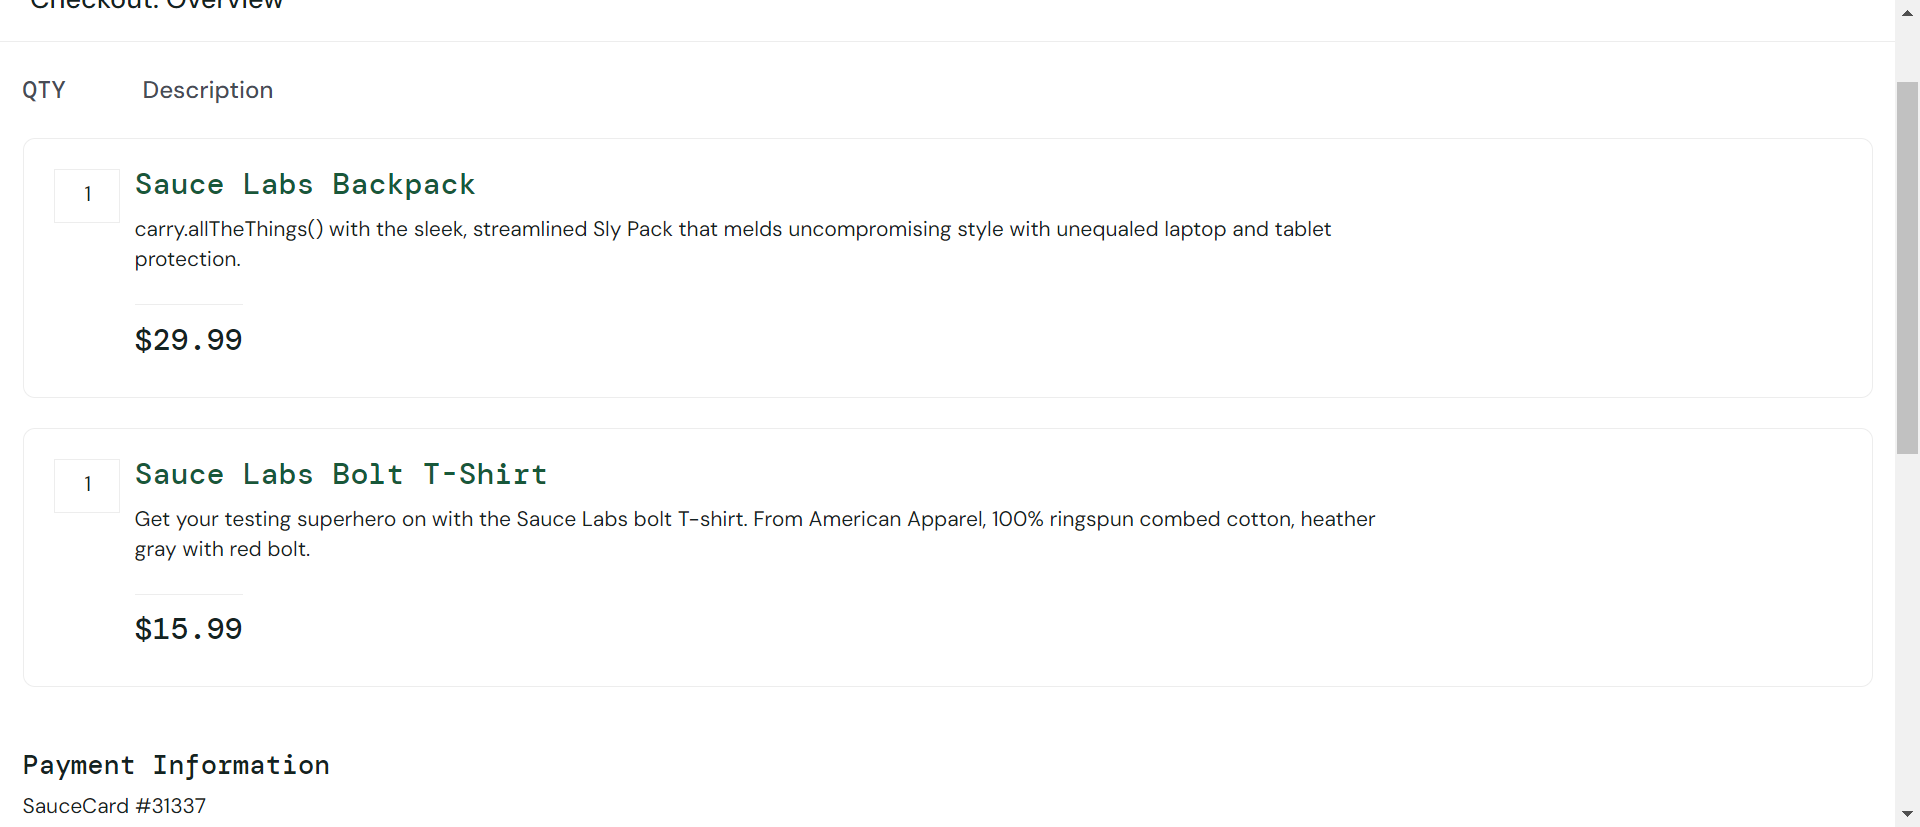 Checkout: Overview
QTY Description
1 Sauce Labs Backpack
carry.allTheThings() with the sleek, streamlined Sly Pack that melds uncompromising style with unequaled laptop and tablet
protection.
$29.99
1 Sauce Labs Bolt T-Shirt
Get your testing superhero on with the Sauce Labs bolt T-shirt. From American Apparel, 100% ringspun combed cotton, heather
gray with red bolt.
$15.99
Payment Information
SauceCard #31337